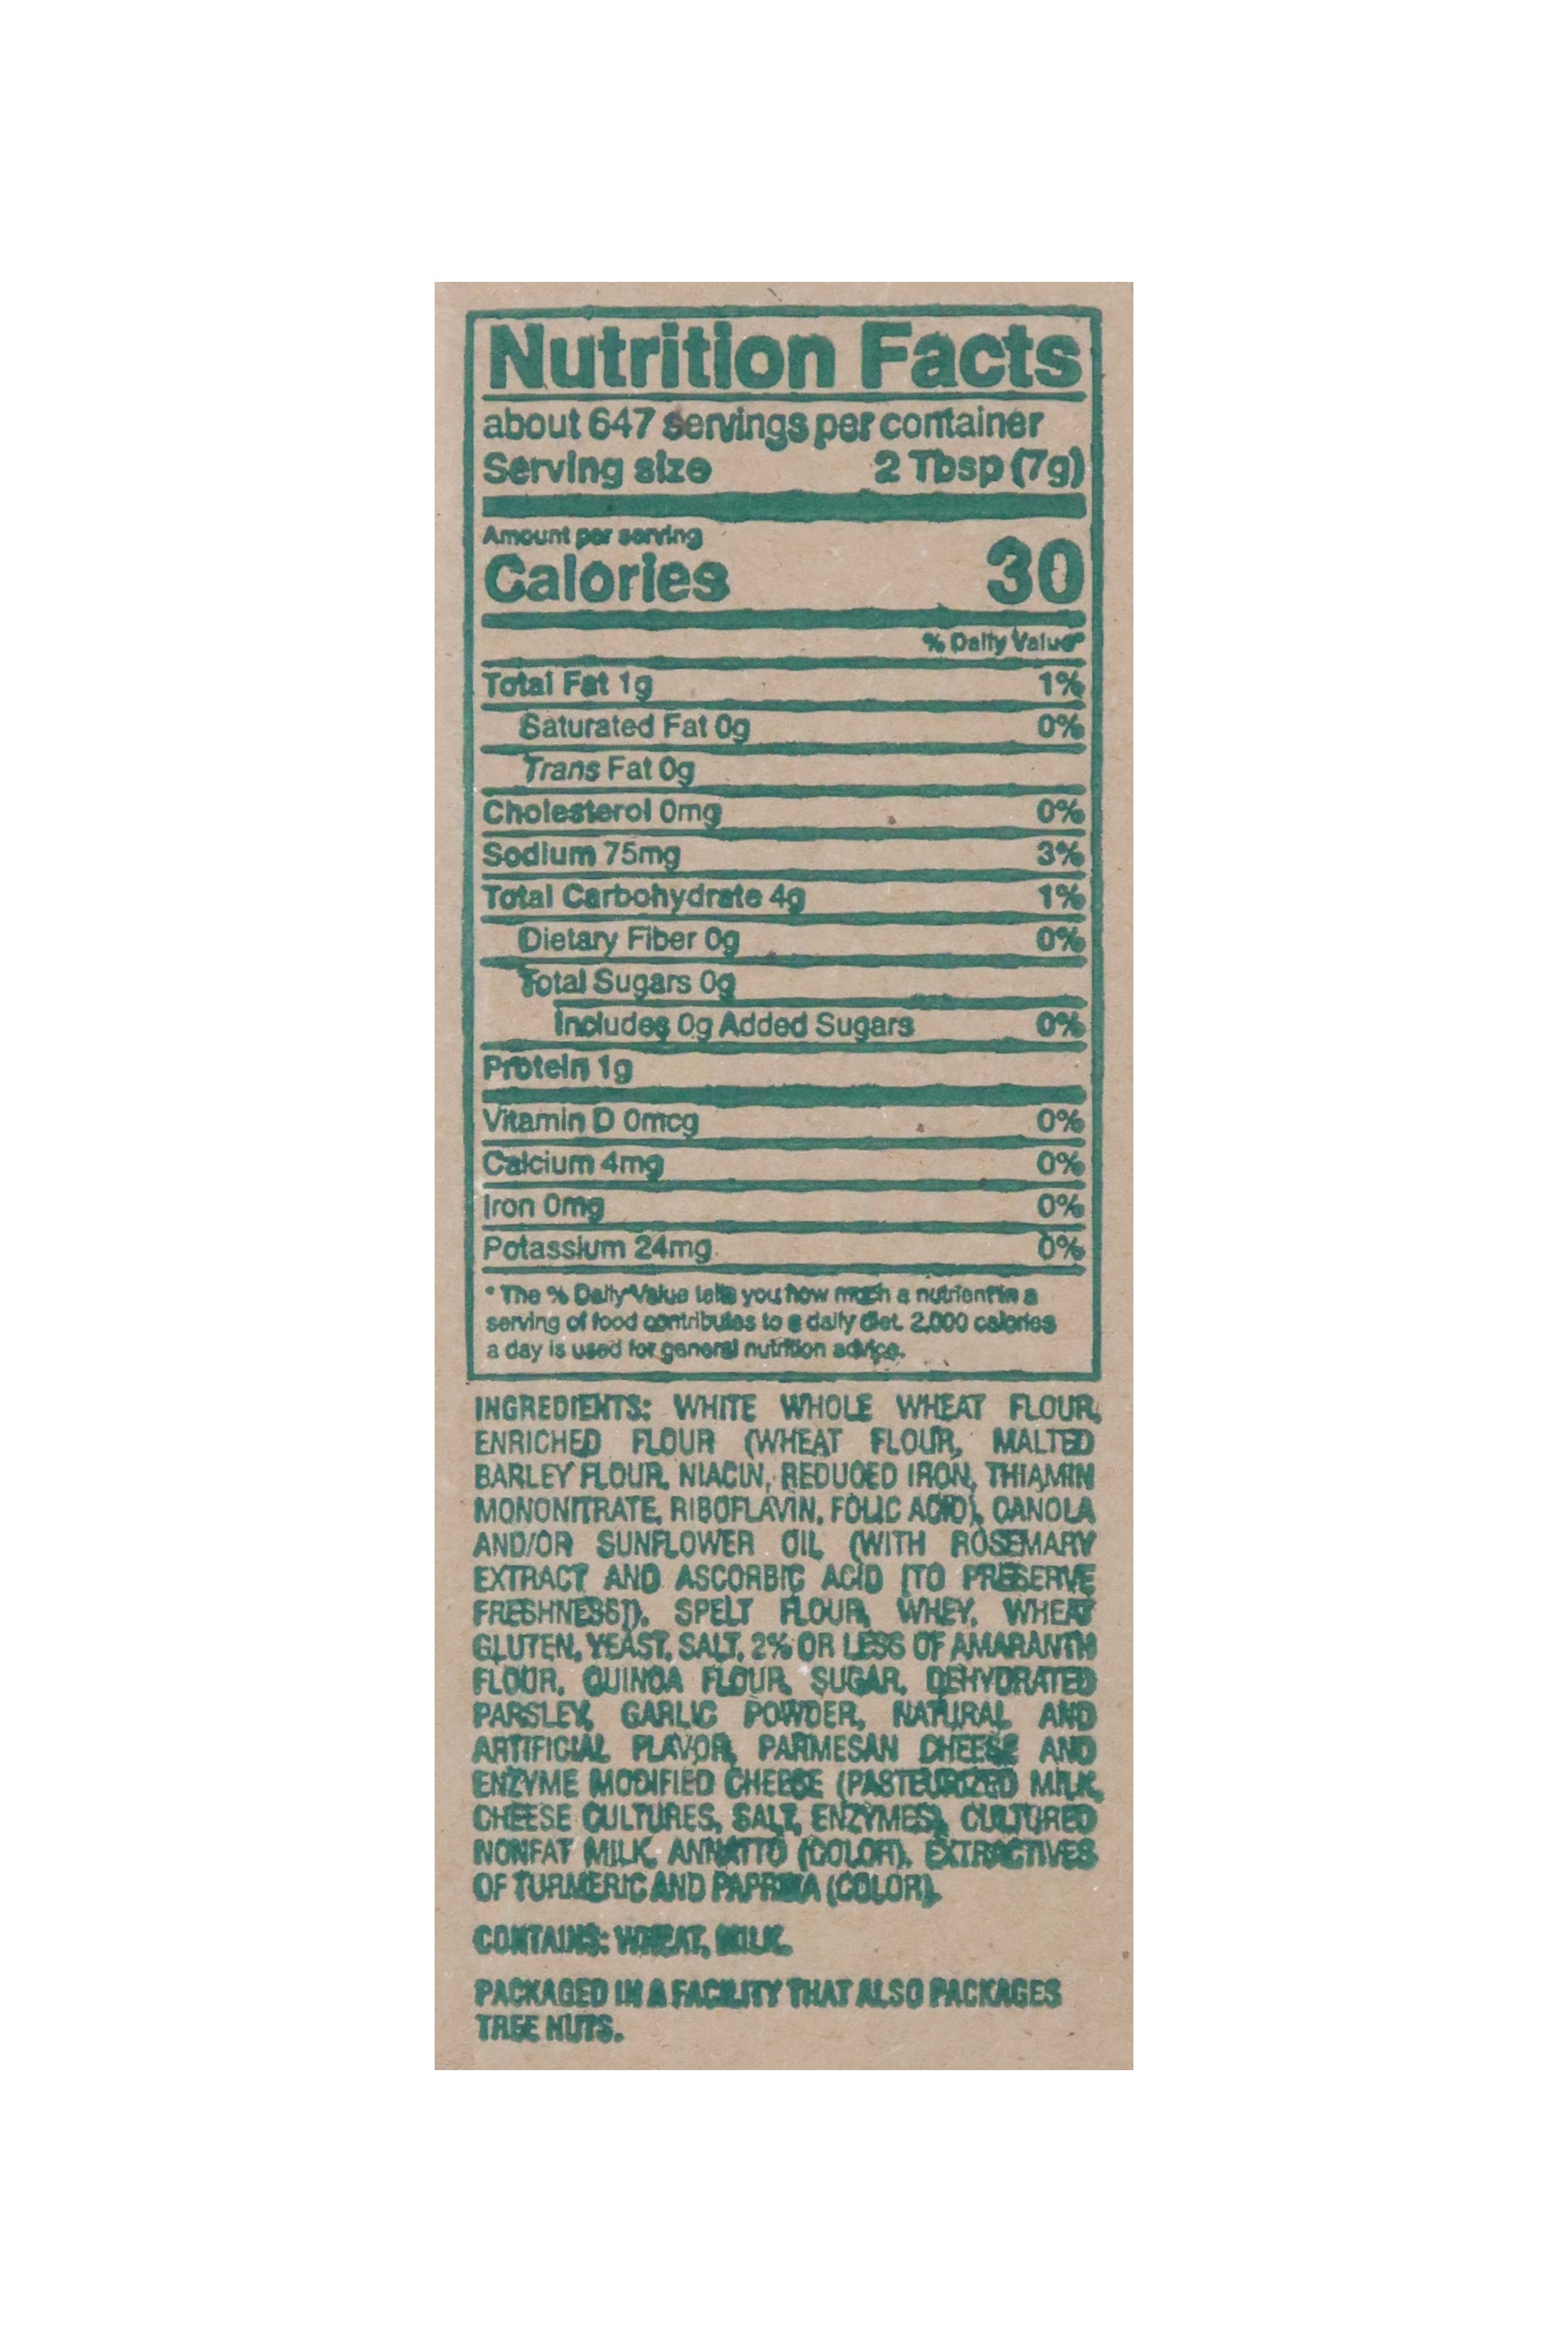 Nutrition Facts
about 647 servings per container
Serving size 2 Tbsp (7g)
Amount per serving
Calories 30
% Daily Value*
Total Fat 1g 1%
Saturated Fat 0g 0%
Trans Fat 0g
Cholesterol 0mg 0%
Sodium 75mg 3%
Total Carbohydrate 4g 1%
Dietary Fiber 0g 0%
Total Sugars 0g
Includes 0g Added Sugars 0%
Protein 1g
Vitamin D 0mcg 0%
Calcium 4mg 0%
Iron 0mg 0%
Potassium 24mg 0%
* The % Daily Value tells you how much a nutrient in a
serving of food contributes to a daily diet. 2,000 calories
a day is used for general nutrition advice.
INGREDIENTS: WHITE WHOLE WHEAT FLOUR,
ENRICHED FLOUR (WHEAT FLOUR, MALTED
BARLEY FLOUR, NIACIN, REDUCED IRON, THIAMIN
MONONITRATE, RIBOFLAVIN, FOLIC ACID), CANOLA
AND/OR SUNFLOWER OIL (WITH ROSEMARY
EXTRACT AND ASCORBIC ACID [TO PRESERVE
FRESHNESS]), SPELT FLOUR, WHEY, WHEAT
GLUTEN, YEAST, SALT, 2% OR LESS OF AMARANTH
FLOUR, QUINOA FLOUR, SUGAR, DEHYDRATED
PARSLEY, GARLIC POWDER, NATURAL AND
ARTIFICIAL FLAVOR, PARMESAN CHEESE AND
ENZYME MODIFIED CHEESE (PASTEURIZED MILK,
CHEESE CULTURES, SALT, ENZYMES), CULTURED
NONFAT MILK, ANNATTO (COLOR), EXTRACTIVES
OF TURMERIC AND PAPRIKA (COLOR).
CONTAINS: WHEAT, MILK.
PACKAGED IN A FACILITY THAT ALSO PACKAGES
TREE NUTS.